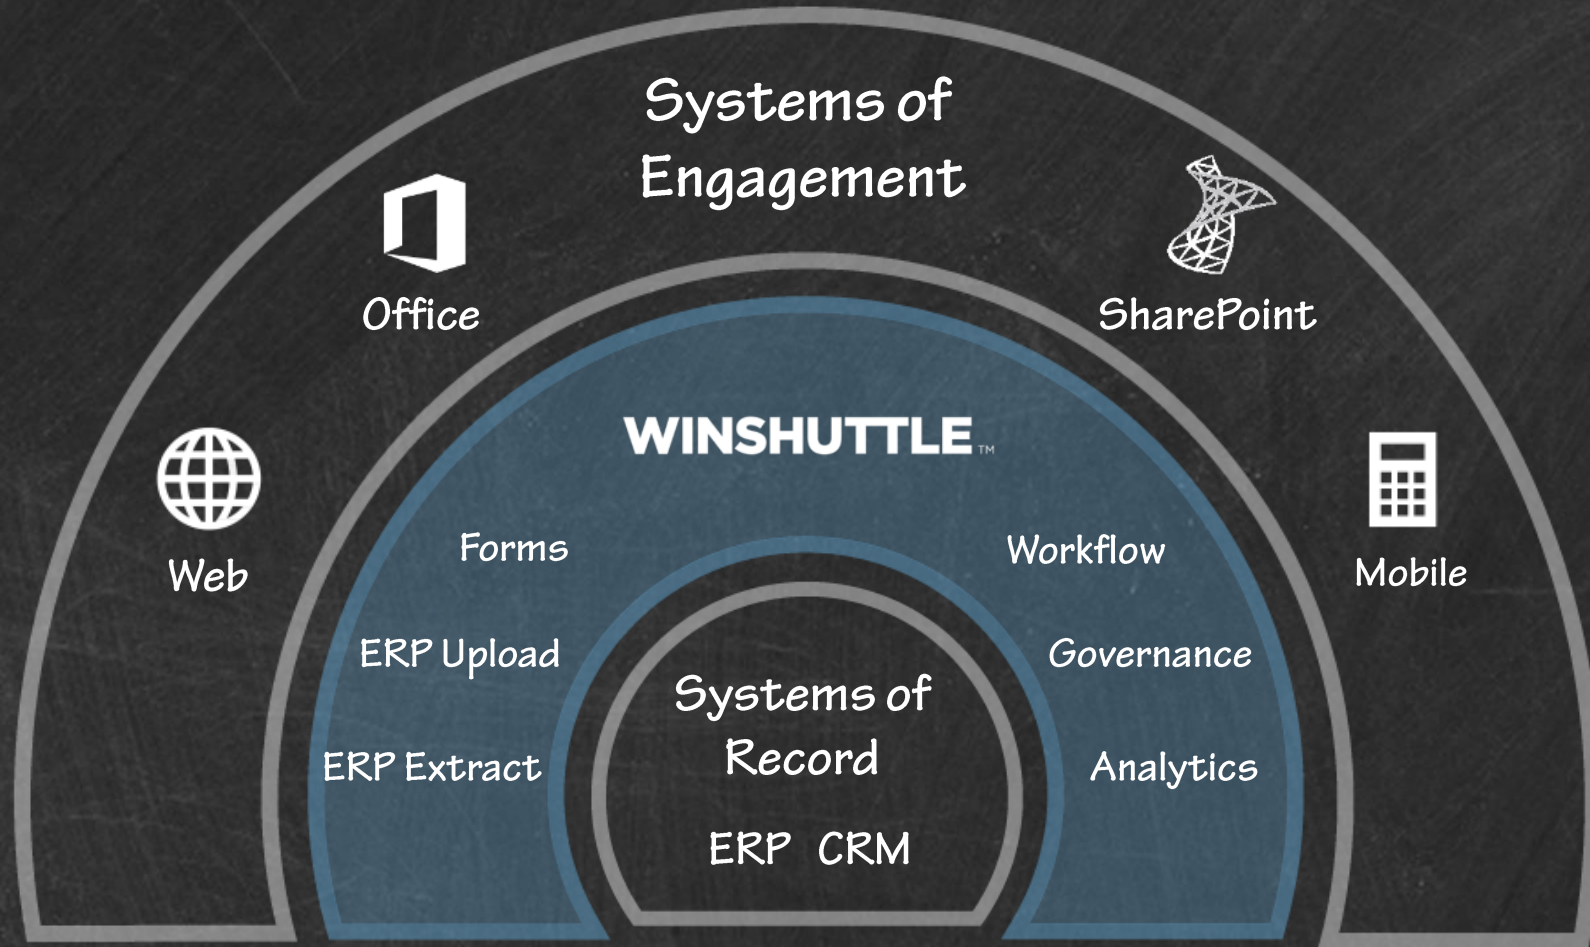 Systems of
Engagement
Office
SharePoint
Web
Mobile
WINSHUTTLE™
Forms
Workflow
ERP Upload
Governance
ERP Extract
Analytics
Systems of
Record
ERP CRM